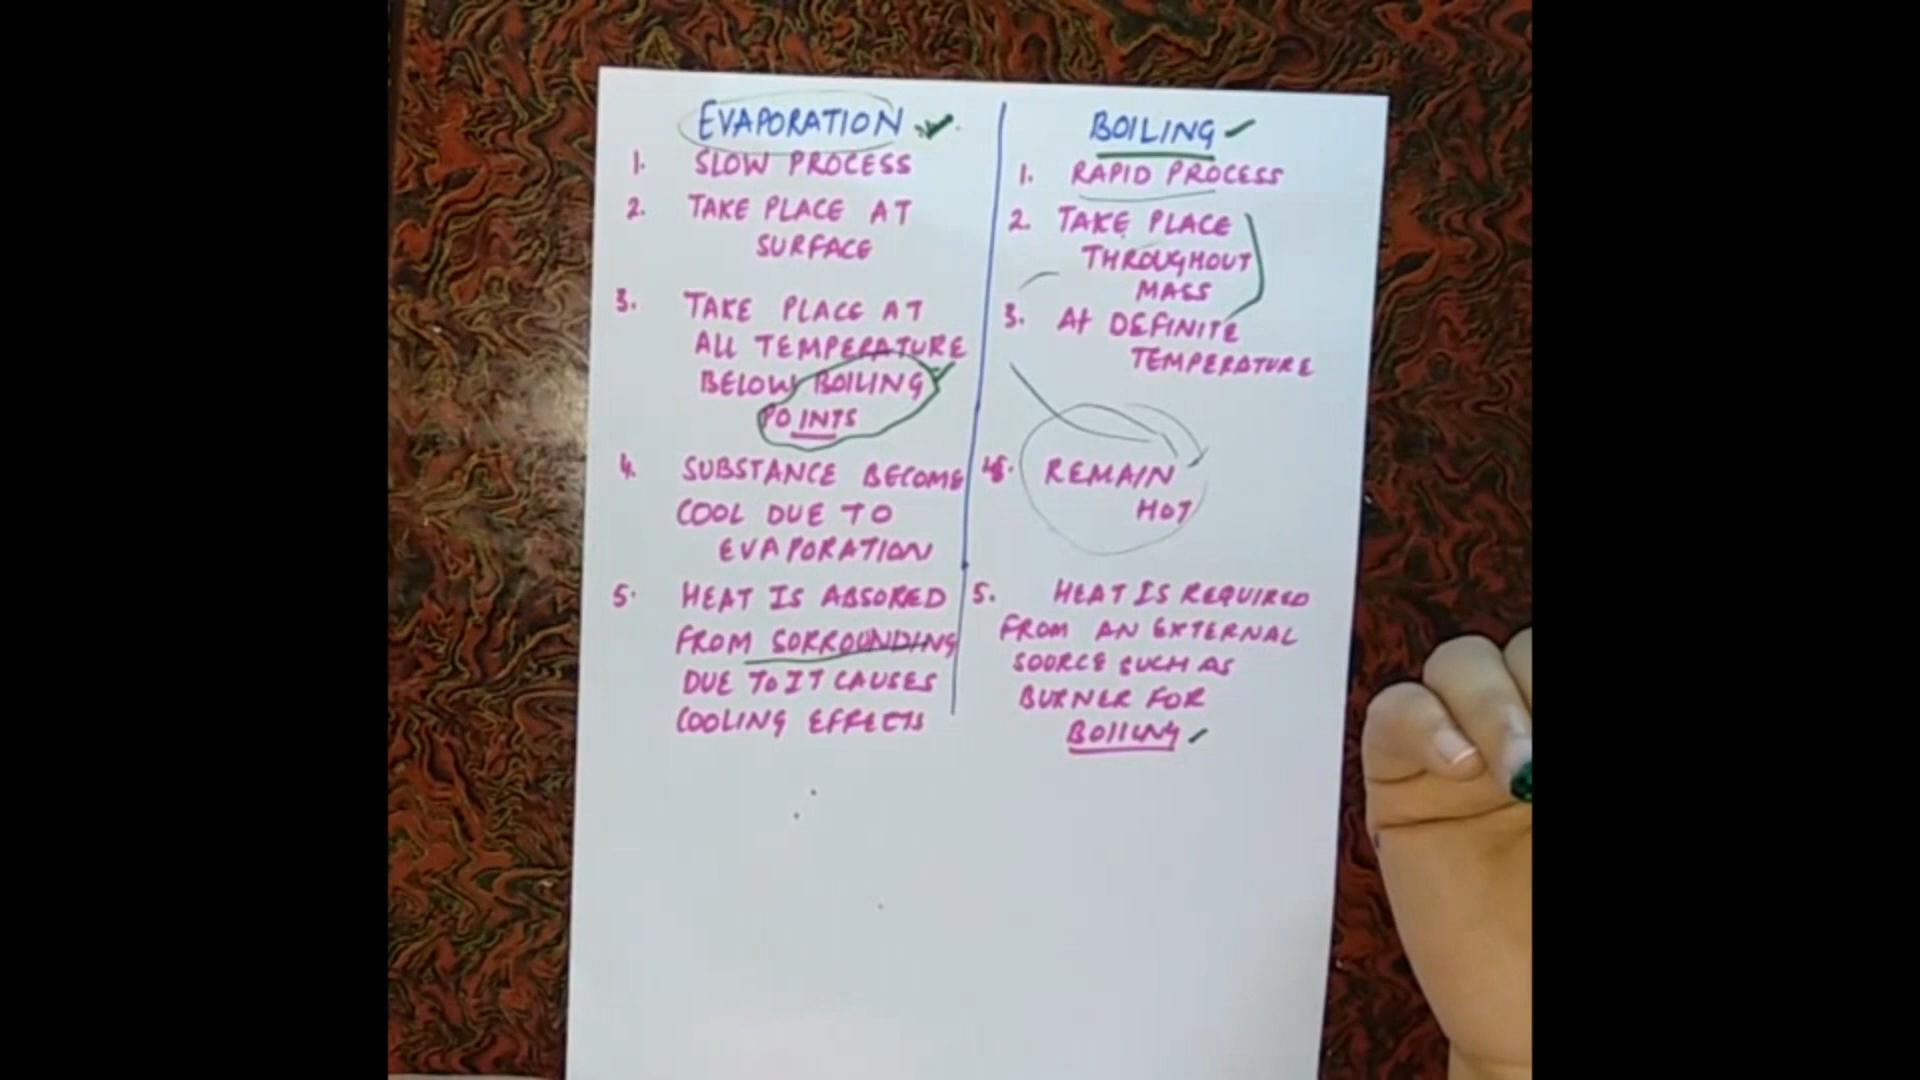 EVAPORATION
1. SLOW PROCESS
2. TAKE PLACE AT
SURFACE
3. TAKE PLACE AT
ALL TEMPERATURE
BELOW BOILING
POINTS
4. SUBSTANCE BECOME
COOL DUE TO
EVAPORATION
5. HEAT IS ABSORED
FROM SORROUNDING
DUE TO IT CAUSES
COOLING EFFECTS
BOILING
1. RAPID PROCESS
2. TAKE PLACE
THROUGHOUT
MASS
3. At DEFINITE
TEMPERATURE
4. REMAIN
HOT
5. HEAT IS REQUIRED
FROM AN EXTERNAL
SOORCE SUCH AS
BURNER FOR
BOILING